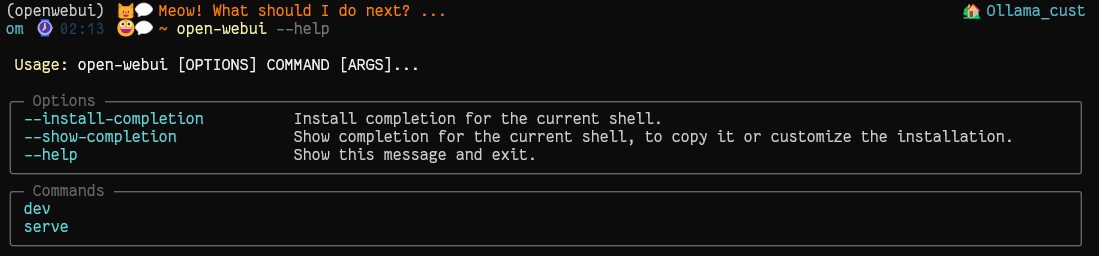 (openwebui) 🐱💬 Meow! What should I do next? ... 🏠 Ollama_cust
om ⌚ 02:13 😀💬 ~ open-webui --help
Usage: open-webui [OPTIONS] COMMAND [ARGS]...
Options
--install-completion Install completion for the current shell.
--show-completion Show completion for the current shell, to copy it or customize the installation.
--help Show this message and exit.
Commands
dev
serve